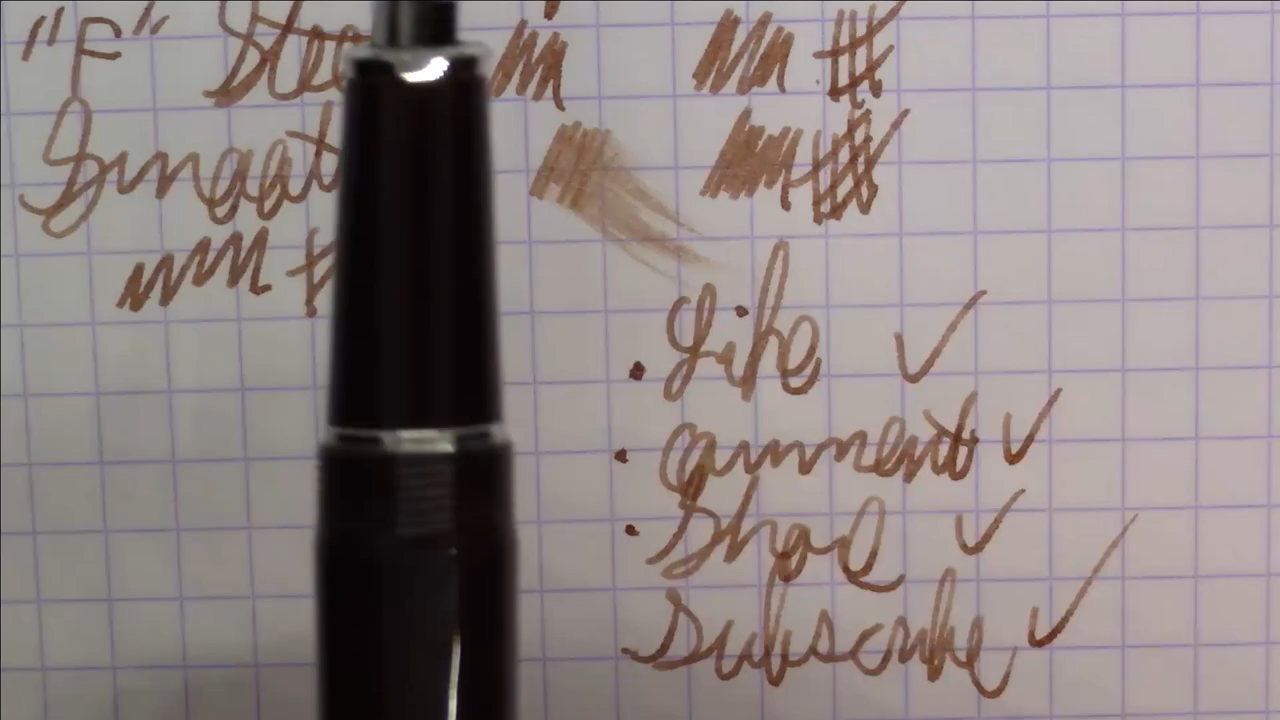 "F"
· Like ✓
· Comment ✓
· Share ✓
Subscribe ✓